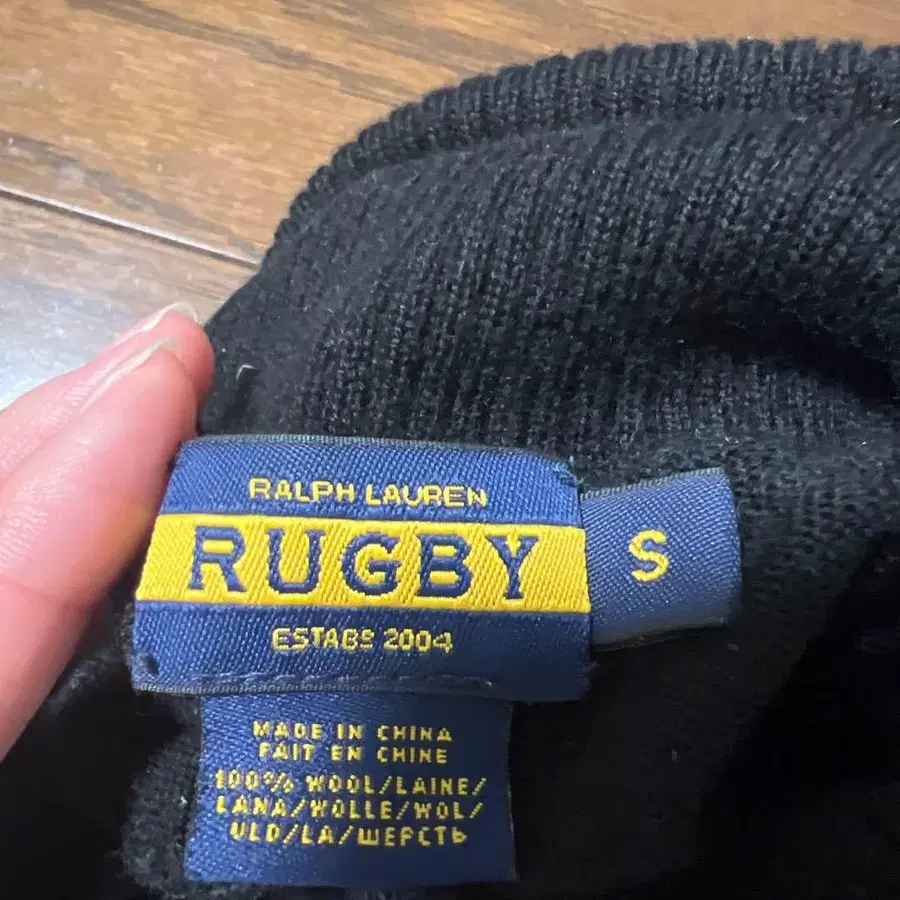 RALPH LAUREN
RUGBY
S
ESTABS 2004
MADE IN CHINA
FAIT EN CHINE
100% WOOL/LAINE/
LANA/WOLLE/WOL/
ULD/LA/ШЕРСТЬ